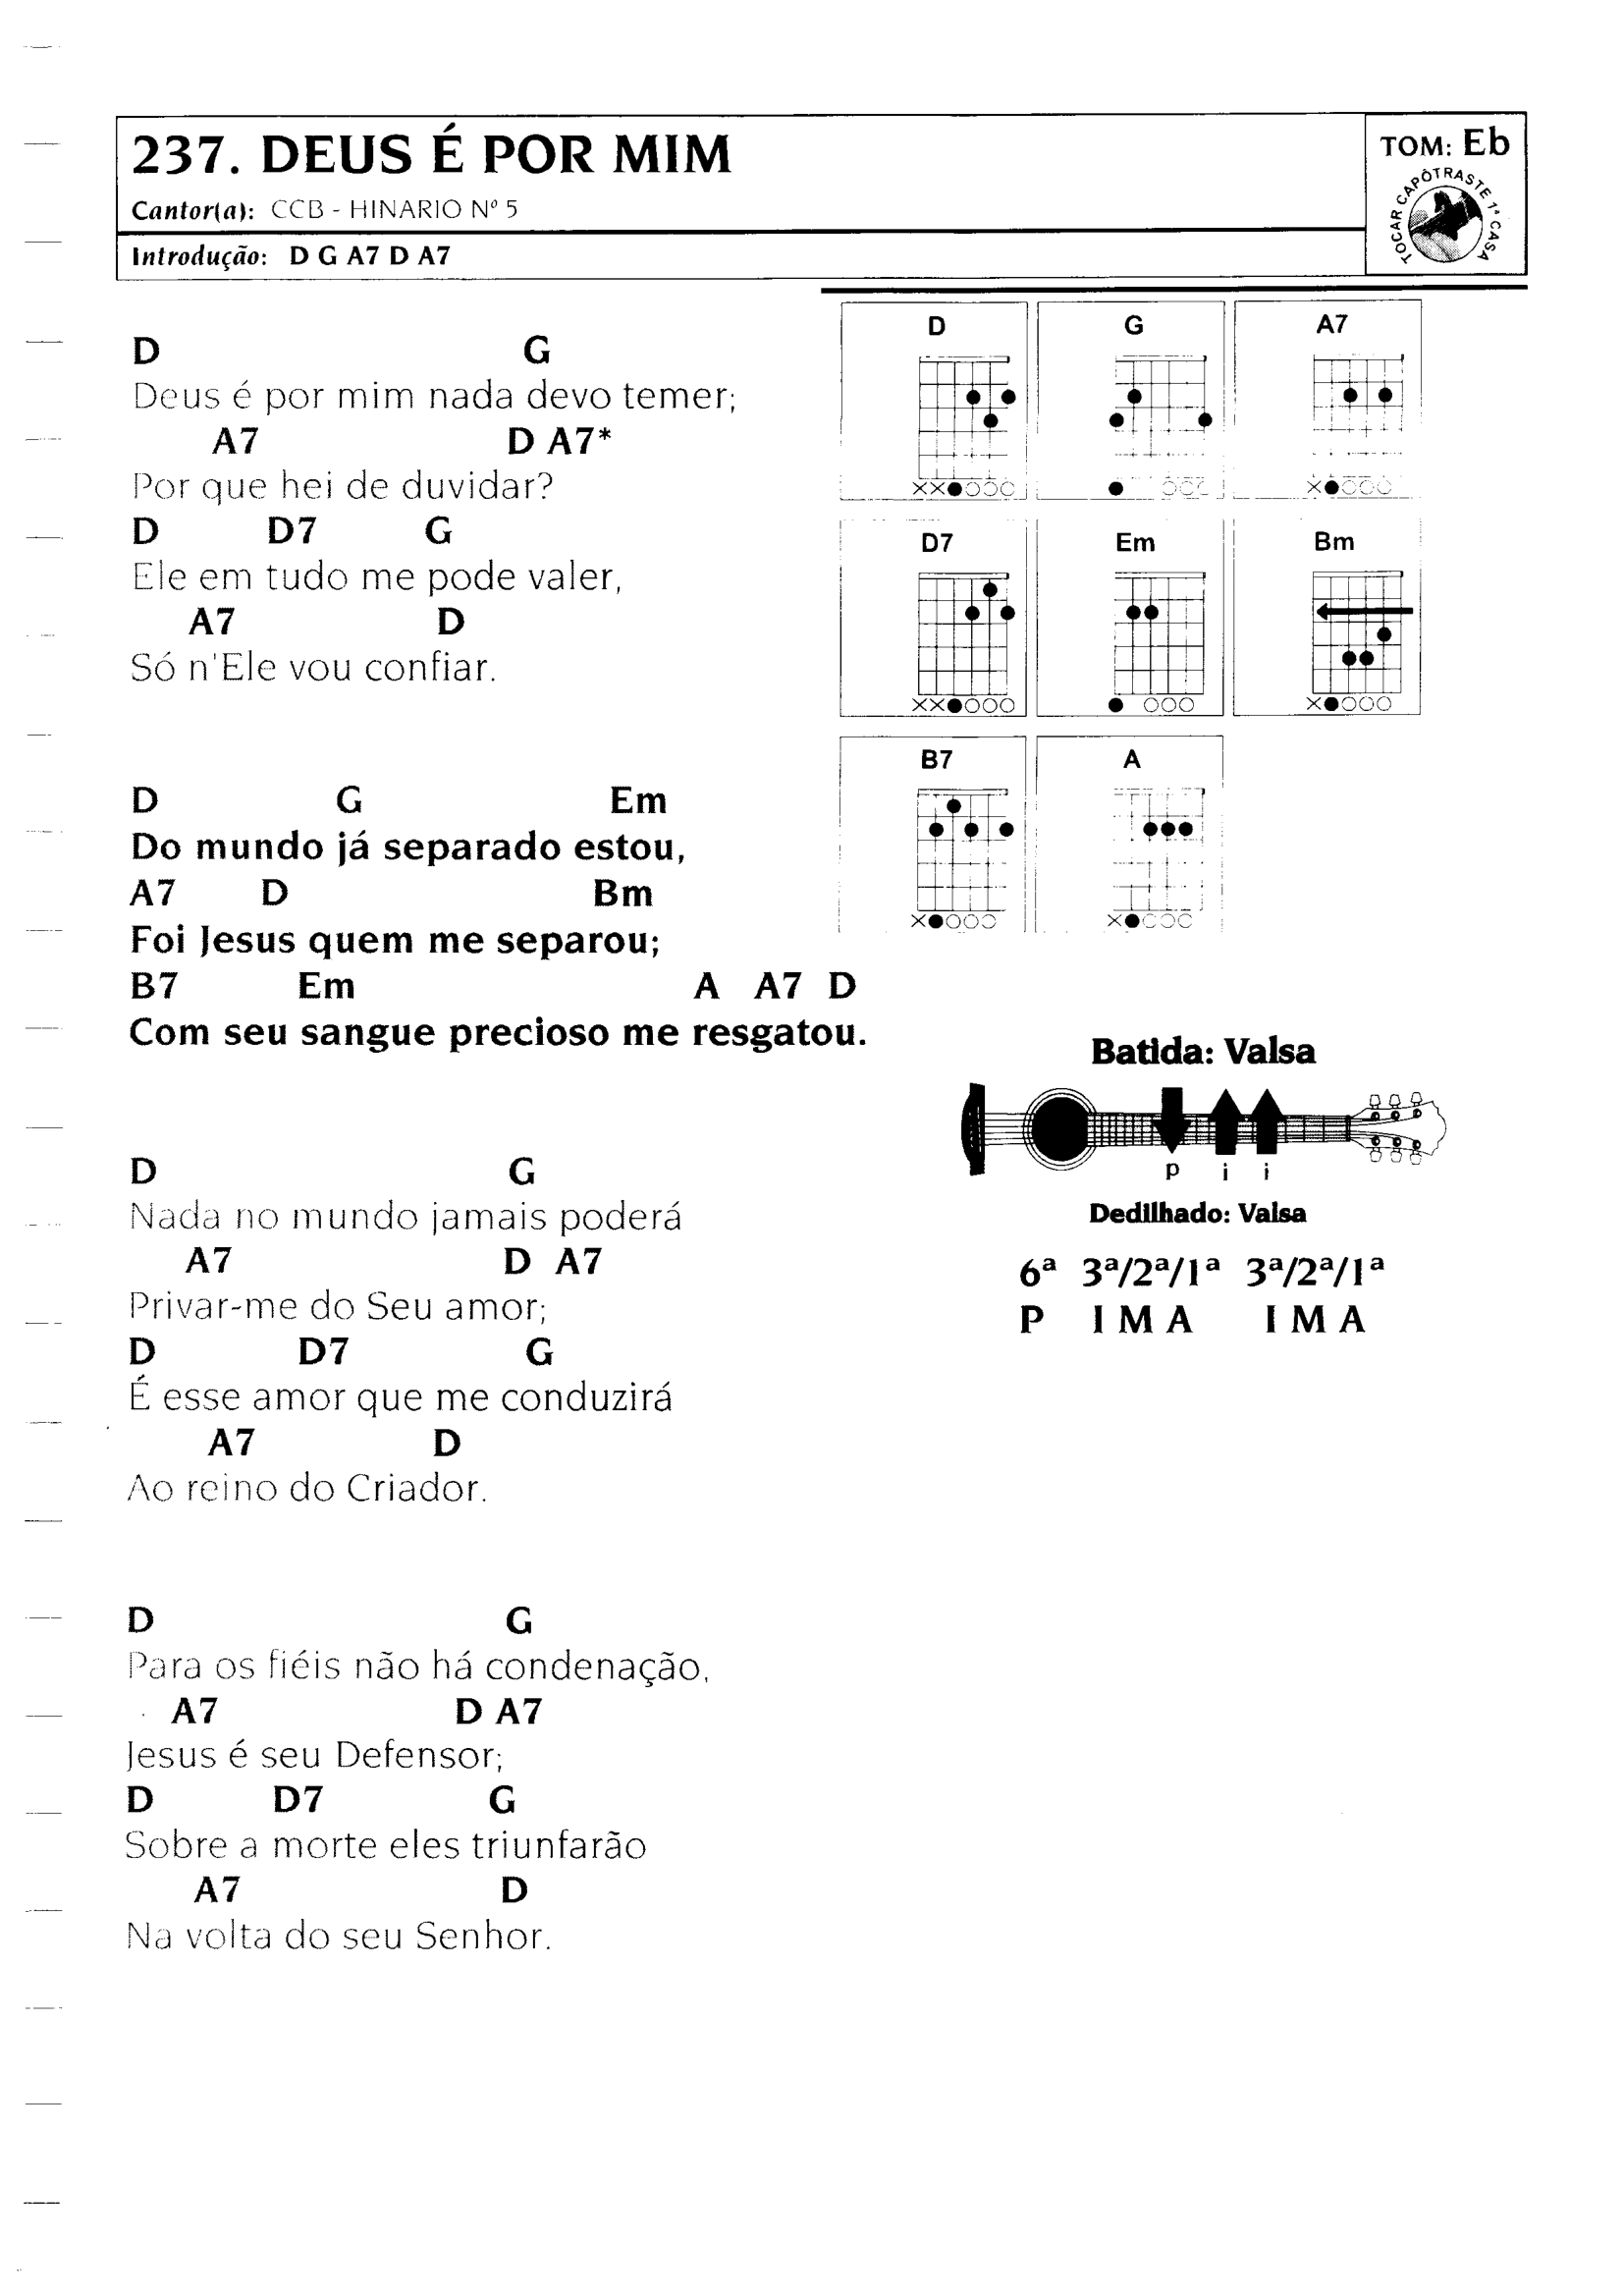 237. DEUS É POR MIM
Cantor(a): CCB - HINARIO Nº 5
Introdução: D G A7 D A7
TOM: Eb
TOCAR CAPÔTRASTE 1ª CASA
D G
Deus é por mim nada devo temer;
A7 D A7*
Por que hei de duvidar?
D D7 G
Ele em tudo me pode valer,
A7 D
Só n'Ele vou confiar.
D G Em
Do mundo já separado estou,
A7 D Bm
Foi Jesus quem me separou;
B7 Em A A7 D
Com seu sangue precioso me resgatou.
D G
Nada no mundo jamais poderá
A7 D A7
Privar-me do Seu amor;
D D7 G
É esse amor que me conduzirá
A7 D
Ao reino do Criador.
D G
Para os fiéis não há condenação,
A7 D A7
Jesus é seu Defensor;
D D7 G
Sobre a morte eles triunfarão
A7 D
Na volta do seu Senhor.
D G A7
D7 Em Bm
B7 A
Batida: Valsa
p i i
Dedilhado: Valsa
6ª 3ª/2ª/1ª 3ª/2ª/1ª
P I M A I M A